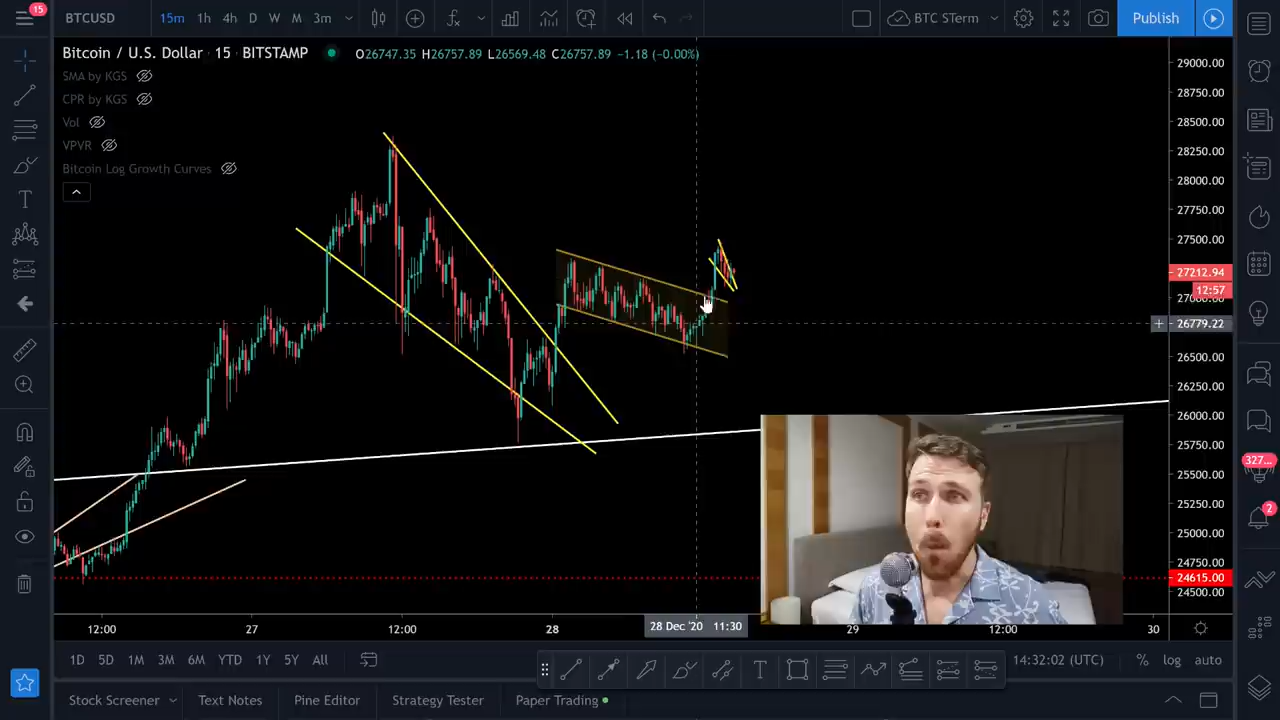 15
BTCUSD
15m 1h 4h D W M 3m
BTC STerm
Publish
Bitcoin / U.S. Dollar · 15 · BITSTAMP O26747.35 H26757.89 L26569.48 C26757.89 −1.18 (−0.00%)
SMA by KGS
CPR by KGS
Vol
VPVR
Bitcoin Log Growth Curves
29000.00
28750.00
28500.00
28250.00
28000.00
27750.00
27500.00
27212.94
12:57
27000.00
26779.22
26500.00
26250.00
26000.00
25750.00
25500.00
25250.00
25000.00
24750.00
24615.00
24500.00
327...
2
12:00 27 12:00 28 28 Dec '20 11:30 29 12:00 30
1D 5D 1M 3M 6M YTD 1Y 5Y All
14:32:02 (UTC) % log auto
Stock Screener Text Notes Pine Editor Strategy Tester Paper Trading